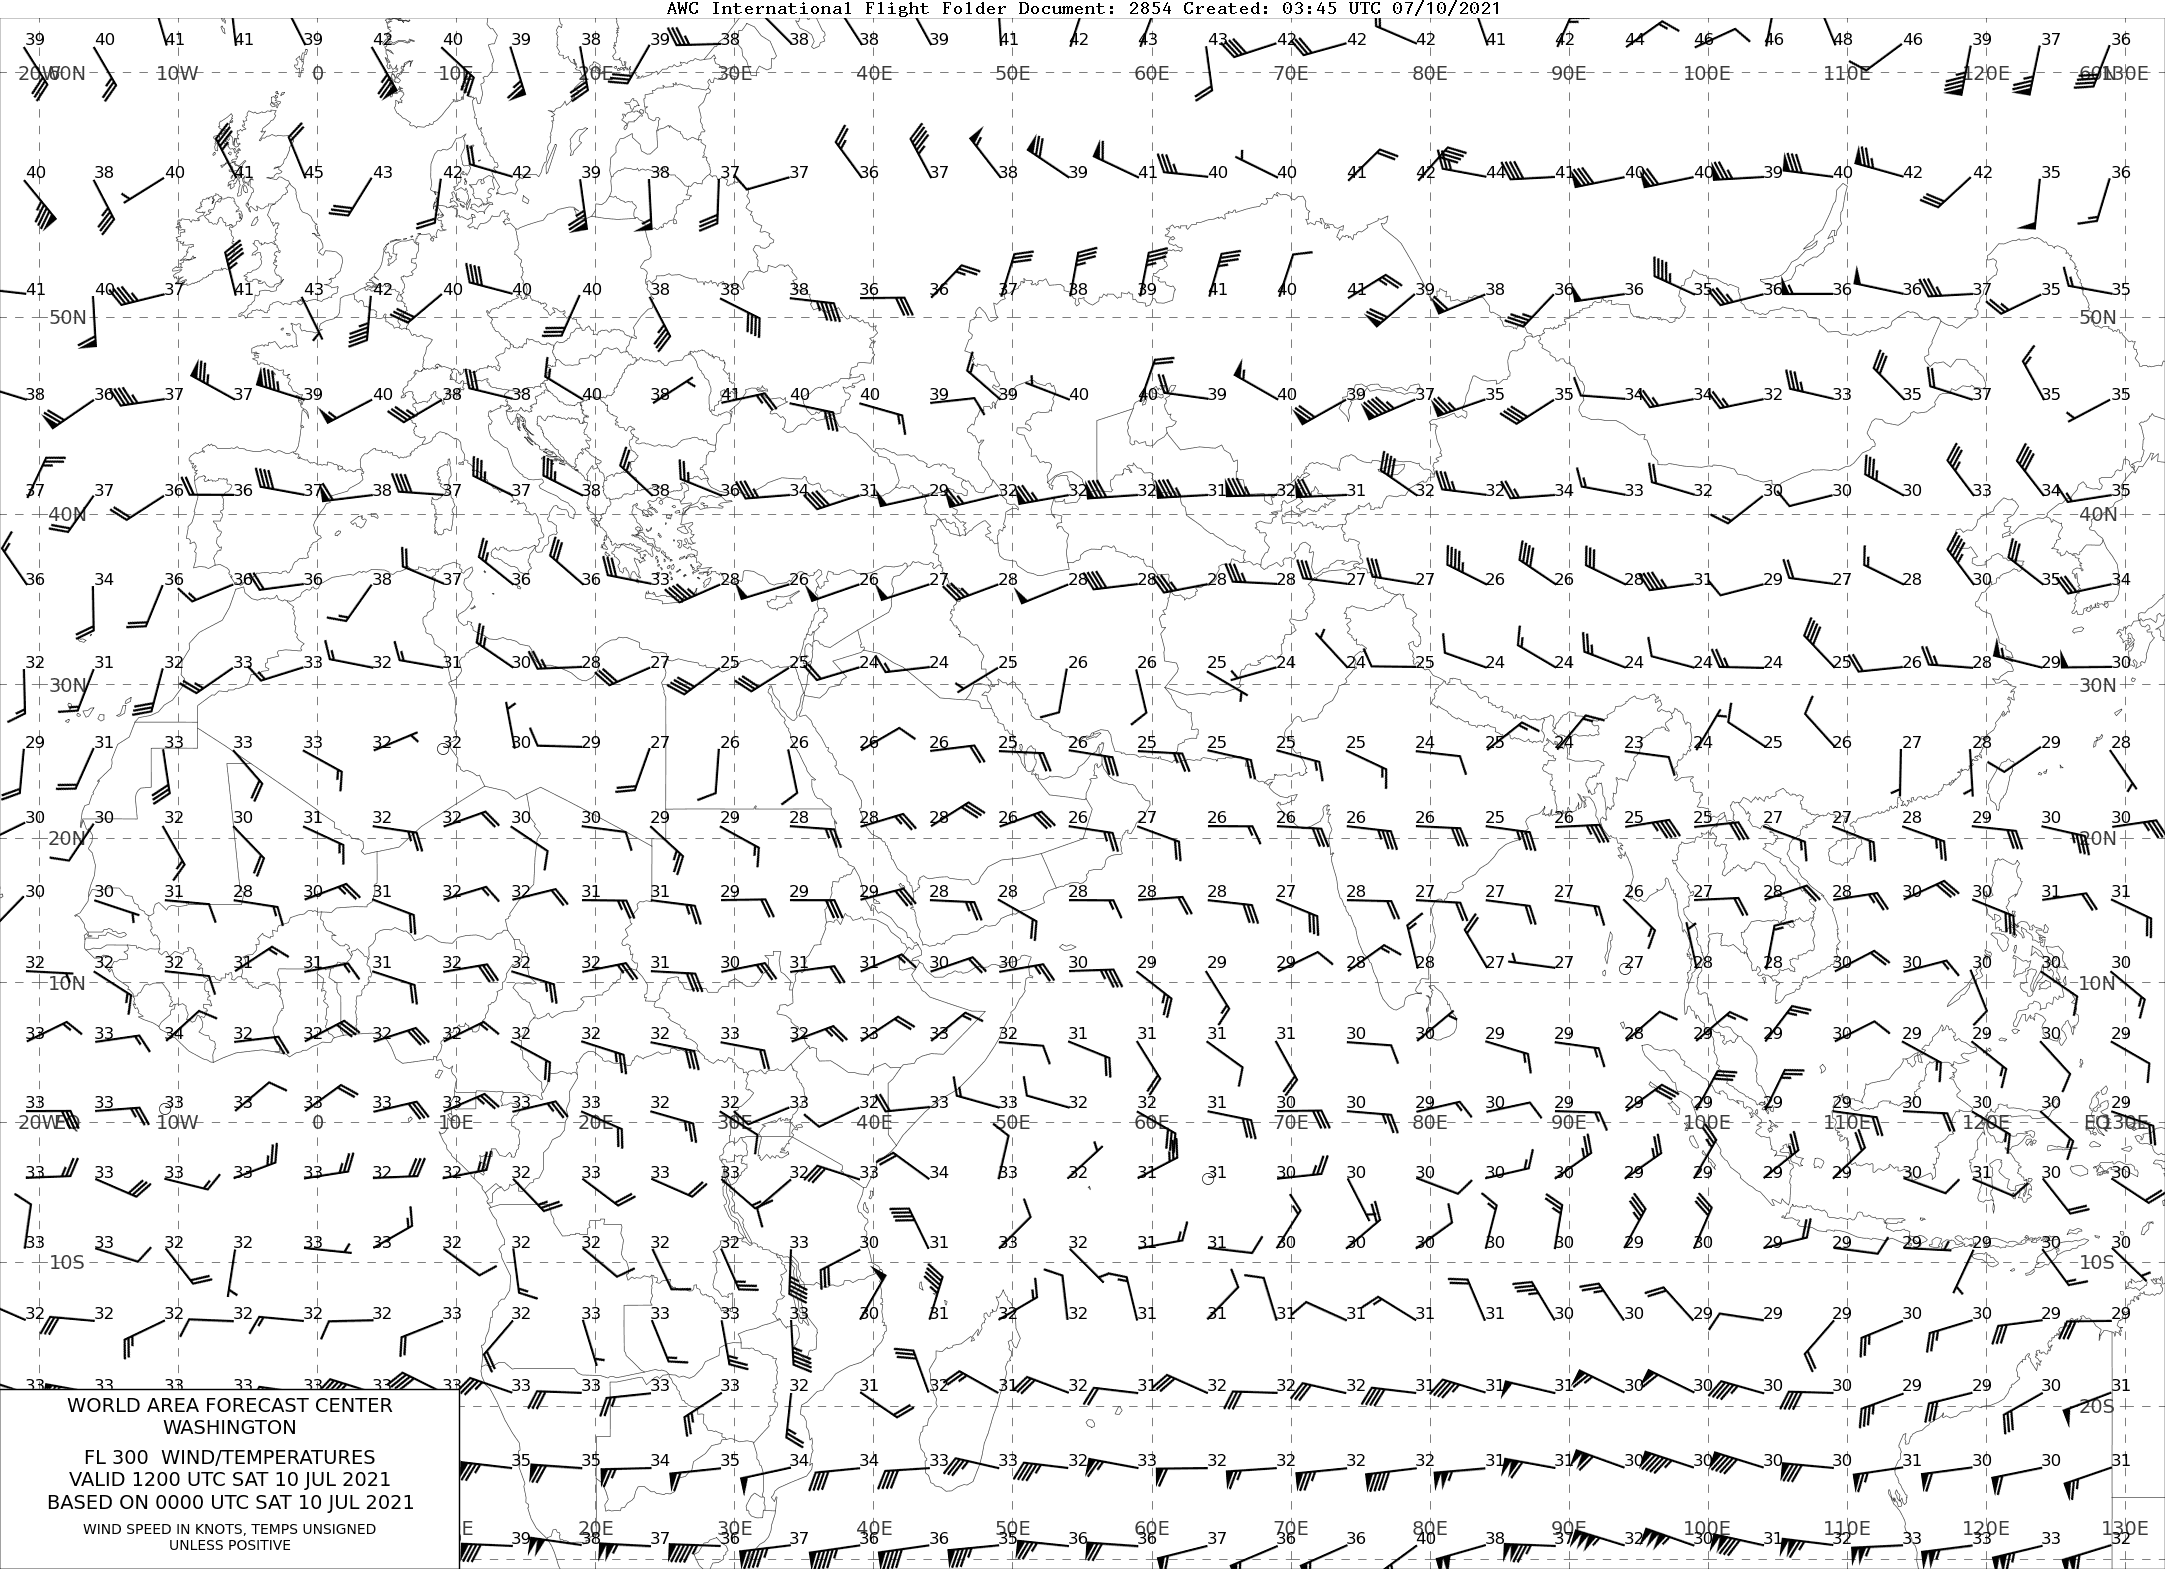 AWC International Flight Folder Document: 2854 Created: 03:45 UTC 07/10/2021
39 40 41 41 39 42 40 39 38 39 38 38 38 39 41 42 43 43 42 42 42 41 42 44 46 46 48 46 39 37 36
20W 60N 10W 0 10E 20E 30E 40E 50E 60E 70E 80E 90E 100E 110E 120E 60N 130E
40 38 40 41 45 43 42 42 39 38 37 37 36 37 38 39 41 40 40 41 42 44 41 40 40 39 40 42 42 35 36
41 40 37 41 43 42 40 40 40 38 38 38 36 36 37 38 39 41 40 41 39 38 36 36 35 36 36 36 37 35 35
50N 50N
38 36 37 37 39 40 38 38 40 38 41 40 40 39 39 40 40 39 40 39 37 35 35 34 34 32 33 35 37 35 35
37 37 36 36 37 38 37 37 38 38 36 34 31 29 32 32 32 31 32 31 32 32 34 33 32 30 30 30 33 34 35
40N 40N
36 34 36 36 36 38 37 36 36 33 28 26 26 27 28 28 28 28 28 27 27 26 26 28 31 29 27 28 30 35 34
32 31 32 33 33 32 31 30 28 27 25 25 24 24 25 26 26 25 24 24 25 24 24 24 24 24 25 26 28 29 30
30N 30N
29 31 33 33 33 32 32 30 29 27 26 26 26 26 25 26 25 25 25 25 24 25 24 23 24 25 26 27 28 29 28
30 30 32 30 31 32 32 30 30 29 29 28 28 28 26 26 27 26 26 26 26 25 26 25 25 27 27 28 29 30 30
20N 20N
30 30 31 28 30 31 32 32 31 31 29 29 29 28 28 28 28 28 27 28 27 27 27 26 27 28 28 30 30 31 31
32 32 32 31 31 31 32 32 32 31 30 31 31 30 30 30 29 29 29 28 28 27 27 27 28 28 30 30 30 30 30
10N 10N
33 33 34 32 32 32 32 32 32 32 33 32 33 33 32 31 31 31 31 30 30 29 29 28 29 29 30 29 29 30 29
33 33 33 33 33 33 33 33 33 32 32 33 32 33 33 32 32 31 30 30 29 30 29 29 29 29 29 30 30 30 29
20W EQ 10W 0 10E 20E 30E 40E 50E 60E 70E 80E 90E 100E 110E 120E EQ 130E
33 33 33 33 33 32 32 32 33 33 33 32 33 34 33 32 31 31 30 30 30 30 30 29 29 29 29 30 31 30 30
33 32 32 32 33 33 32 32 32 32 32 33 30 31 33 32 31 31 30 30 30 30 30 29 30 29 29 29 29 30 30
10S 10S
32 32 32 32 32 32 33 32 33 33 33 33 30 31 32 32 31 31 31 31 31 31 30 30 29 29 29 30 30 29 29
33 33 33 33 33 33 33 33 33 33 33 32 31 32 31 32 31 32 32 32 31 31 31 30 30 30 30 29 29 30 31
20S
WORLD AREA FORECAST CENTER
WASHINGTON
FL 300 WIND/TEMPERATURES
VALID 1200 UTC SAT 10 JUL 2021
BASED ON 0000 UTC SAT 10 JUL 2021
WIND SPEED IN KNOTS, TEMPS UNSIGNED
UNLESS POSITIVE
35 35 34 35 34 34 33 33 32 33 32 32 32 32 31 31 30 30 30 30 31 30 30 31
E 20E 30E 40E 50E 60E 70E 80E 90E 100E 110E 120E 130E
39 38 37 36 37 36 36 35 36 36 37 36 36 40 38 37 32 30 31 32 33 33 33 32